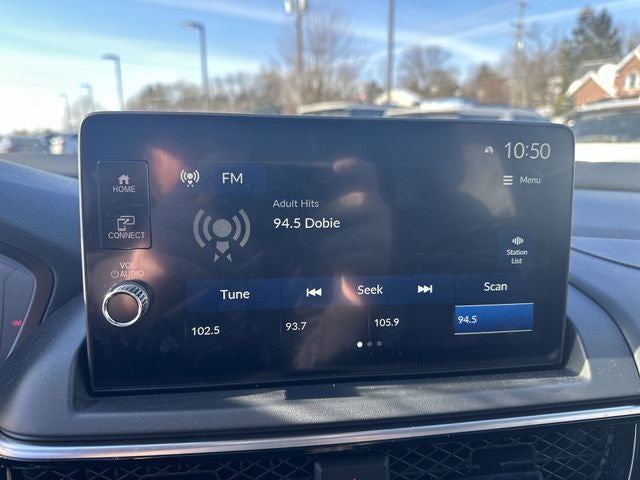 10:50
HOME
FM
Menu
Adult Hits
94.5 Dobie
CONNECT
Station
List
VOL
AUDIO
Tune
Seek
Scan
102.5
93.7
105.9
94.5